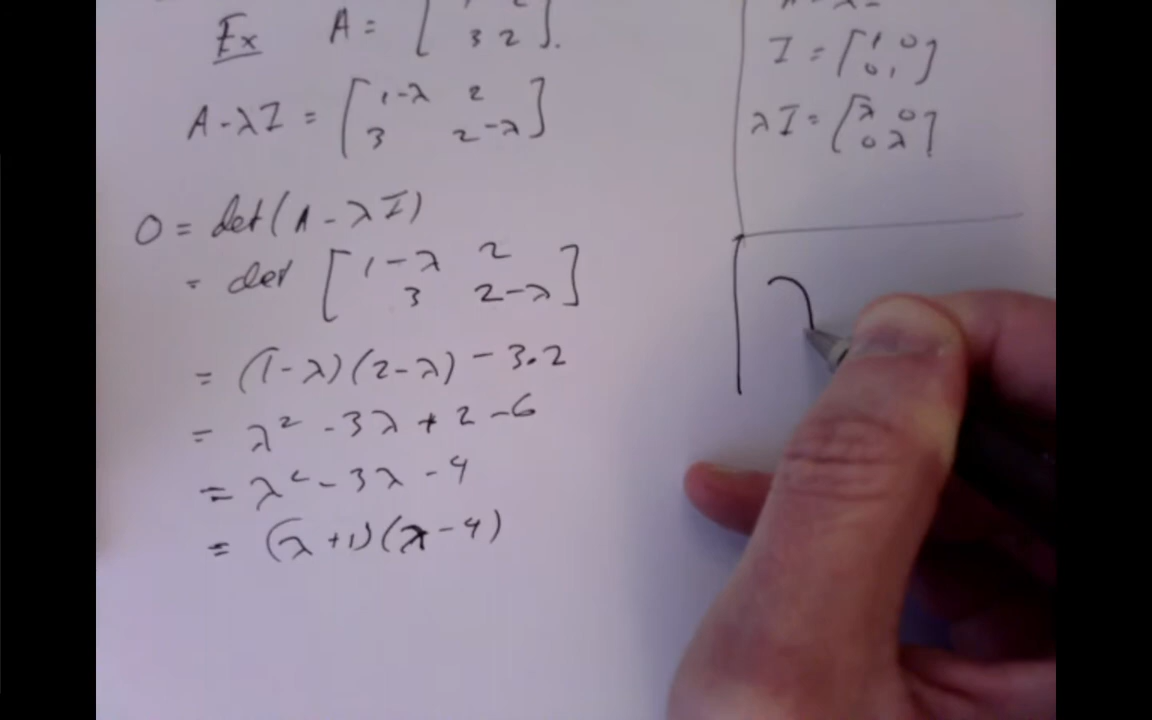 Ex A = [
3 2 ].
A - λI = [ 1-λ 2
3 2-λ ]
0 = det(A - λI)
= det [ 1-λ 2
3 2-λ ]
= (1-λ)(2-λ) - 3·2
= λ² - 3λ + 2 - 6
= λ² - 3λ - 4
= (λ+1)(λ-4)
I = [ 1 0
0 1 ]
λI = [ λ 0
0 λ ]